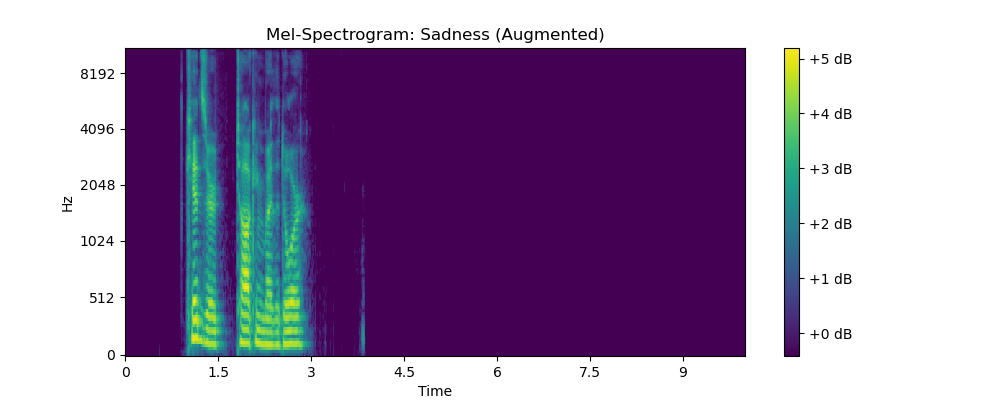 Mel-Spectrogram: Sadness (Augmented)
8192
4096
2048
1024
512
0
Hz
0 1.5 3 4.5 6 7.5 9
Time
+5 dB
+4 dB
+3 dB
+2 dB
+1 dB
+0 dB